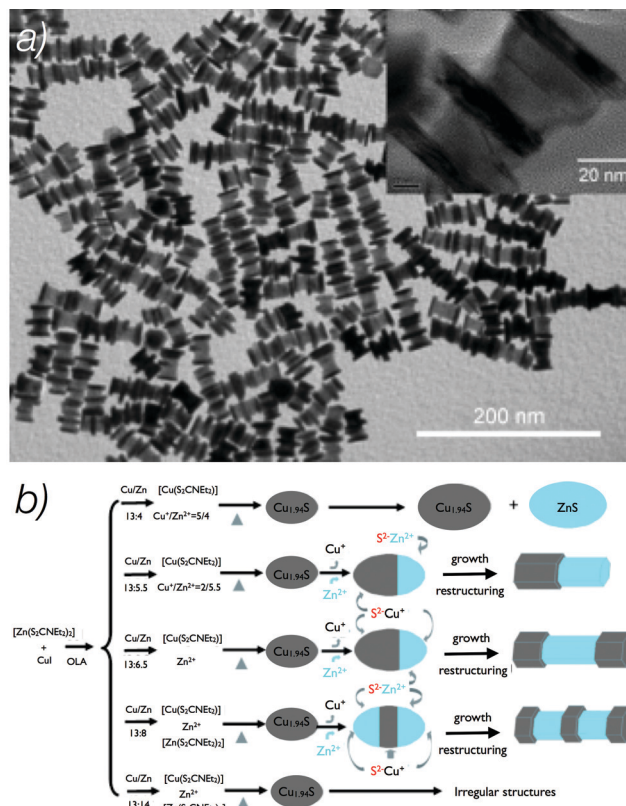 a)
20 nm
200 nm
b)
[Zn(S2CNEt2)2]
+
CuI
OLA
Cu/Zn
13:4
[Cu(S2CNEt2)]
Cu+/Zn2+=5/4
Cu1.94S
Cu1.94S
+
ZnS
Cu/Zn
13:5.5
[Cu(S2CNEt2)]
Cu+/Zn2+=2/5.5
Cu1.94S
Cu+
Zn2+
S2-Zn2+
growth
restructuring
S2-Cu+
Cu/Zn
13:6.5
[Cu(S2CNEt2)]
Zn2+
Cu1.94S
Cu+
Zn2+
growth
restructuring
S2-Zn2+
Cu/Zn
13:8
[Cu(S2CNEt2)]
Zn2+
[Zn(S2CNEt2)2]
Cu1.94S
Cu+
Zn2+
growth
restructuring
S2-Cu+
Cu/Zn
13:14
[Cu(S2CNEt2)]
Zn2+
Cu1.94S
Irregular structures